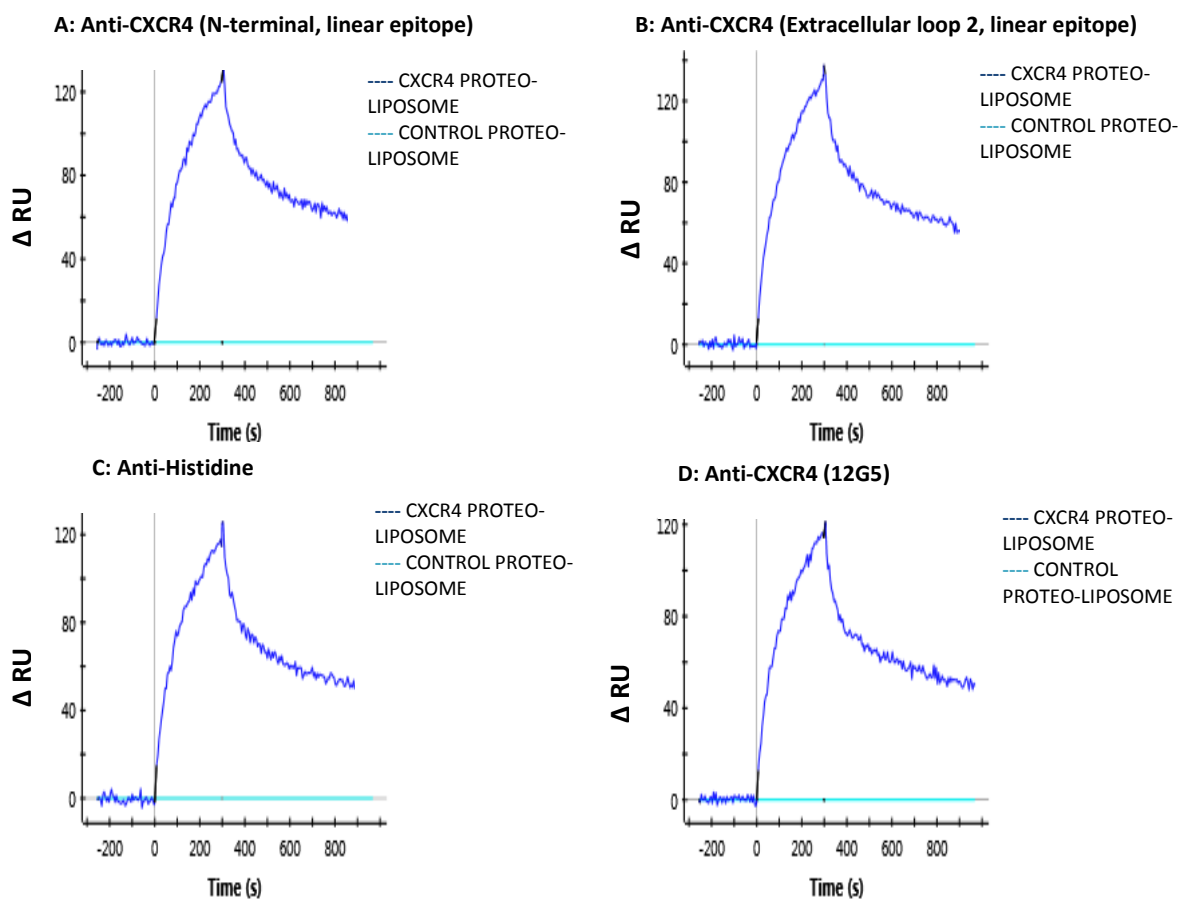 A: Anti-CXCR4 (N-terminal, linear epitope)
---- CXCR4 PROTEO-
LIPOSOME
---- CONTROL PROTEO-
LIPOSOME
120
80
40
0
Δ RU
-200 0 200 400 600 800
Time (s)
B: Anti-CXCR4 (Extracellular loop 2, linear epitope)
---- CXCR4 PROTEO-
LIPOSOME
---- CONTROL PROTEO-
LIPOSOME
120
80
40
0
Δ RU
-200 0 200 400 600 800
Time (s)
C: Anti-Histidine
---- CXCR4 PROTEO-
LIPOSOME
---- CONTROL PROTEO-
LIPOSOME
120
80
40
0
Δ RU
-200 0 200 400 600 800
Time (s)
D: Anti-CXCR4 (12G5)
---- CXCR4 PROTEO-
LIPOSOME
---- CONTROL
PROTEO-LIPOSOME
120
80
40
0
Δ RU
-200 0 200 400 600 800
Time (s)